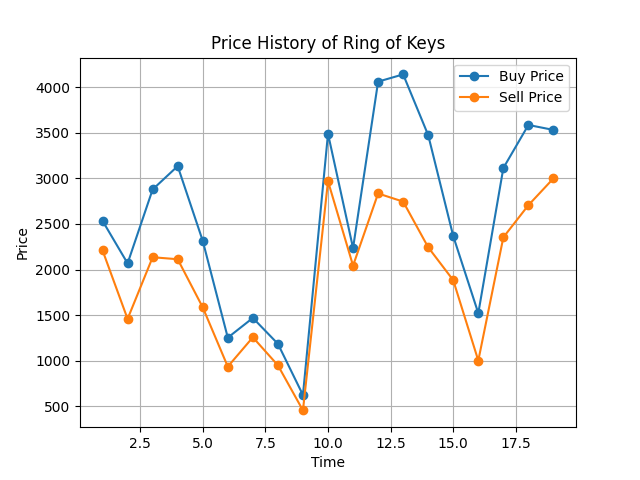 Price History of Ring of Keys
Buy Price
Sell Price
Price
4000
3500
3000
2500
2000
1500
1000
500
2.5 5.0 7.5 10.0 12.5 15.0 17.5
Time